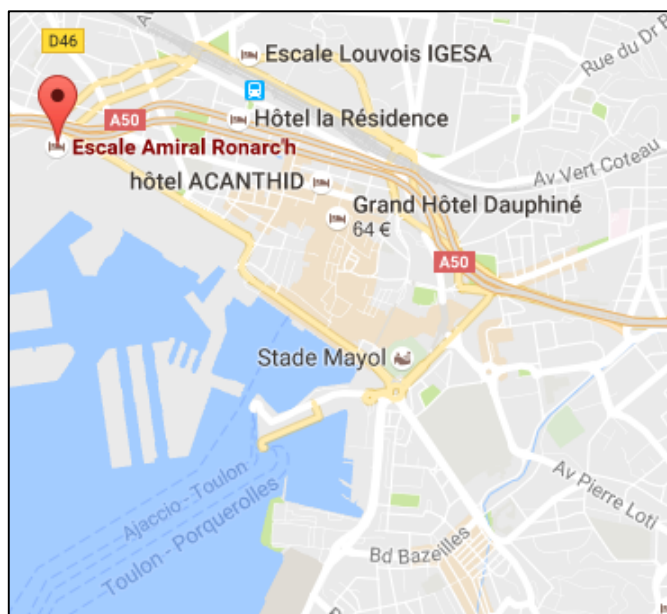 D46
Escale Louvois IGESA
Rue du Dr B
A50
Hôtel la Résidence
Escale Amiral Ronarc'h
Av Vert Coteau
hôtel ACANTHID
Grand Hôtel Dauphiné
64 €
A50
Stade Mayol
Av Pierre Loti
Ajaccio - Toulon
Toulon - Porquerolles
Bd Bazeilles